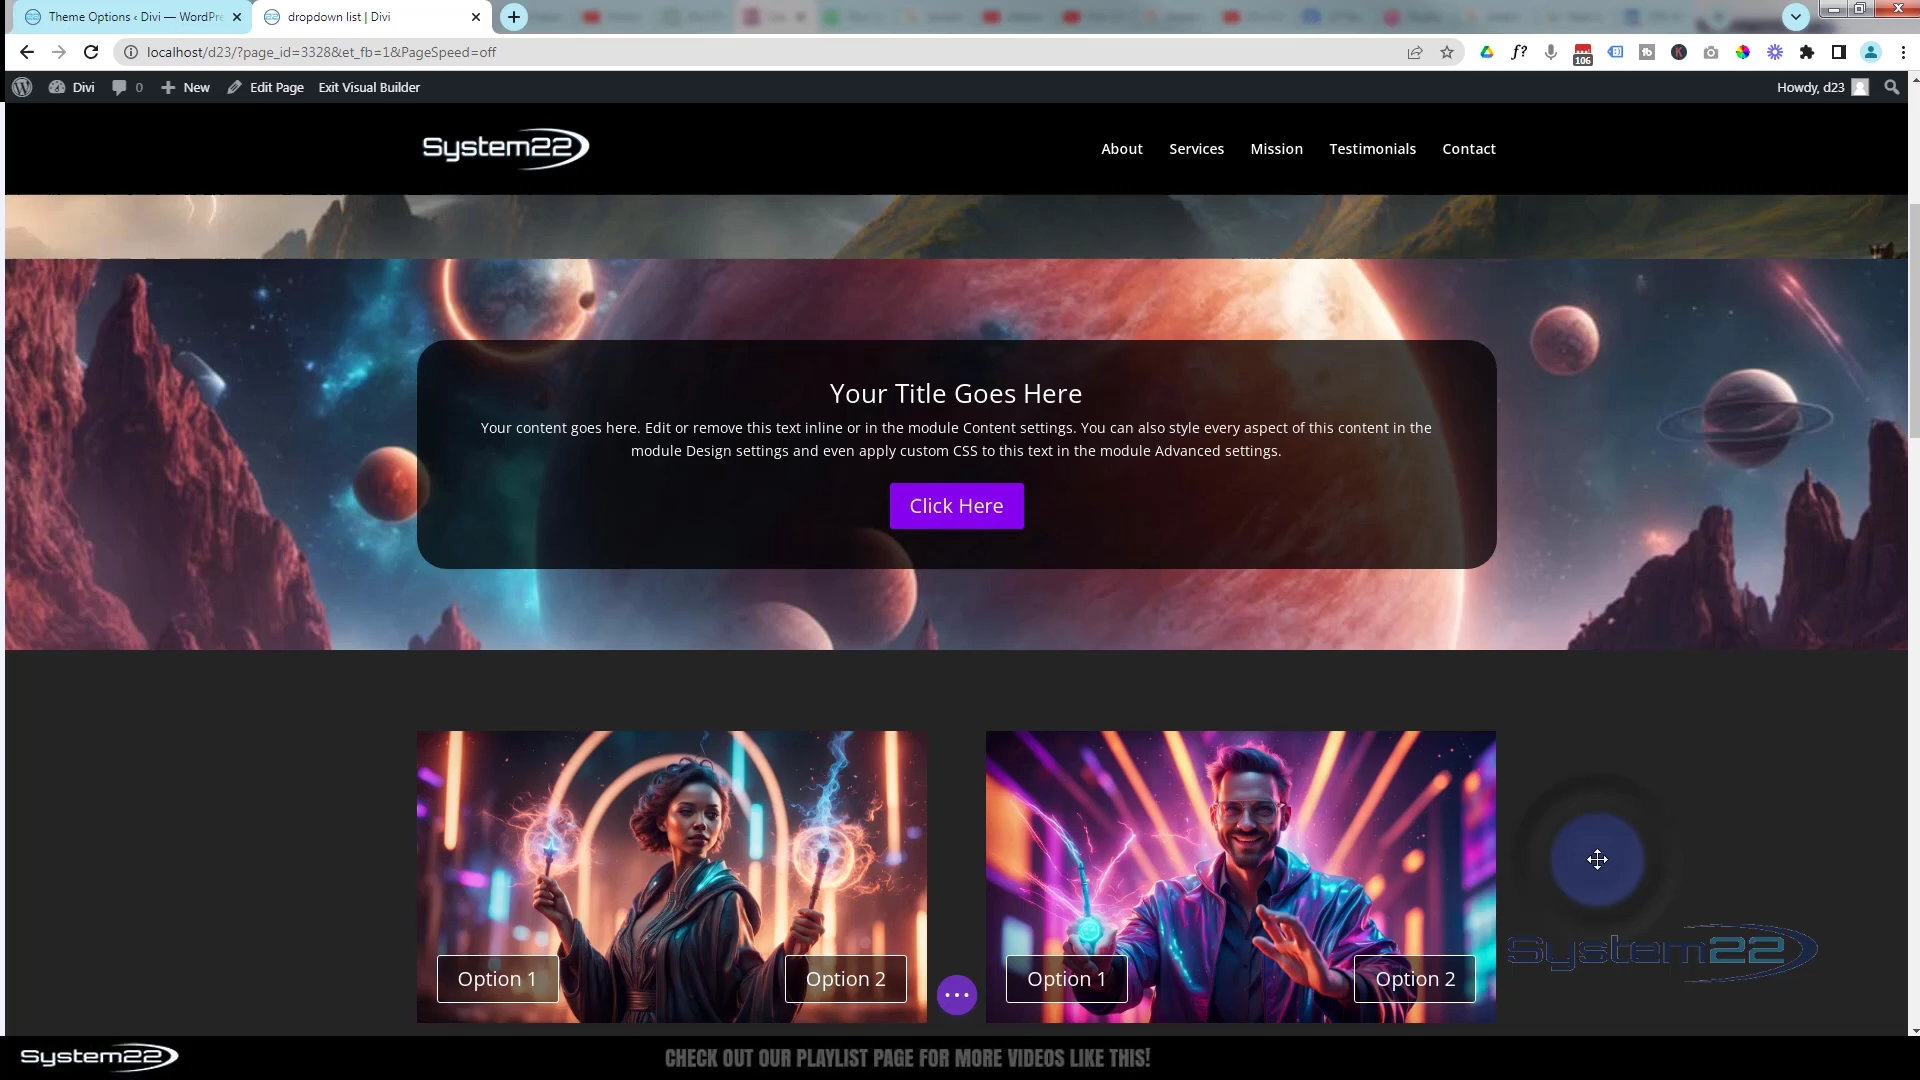 Theme Options ‹ Divi — WordPre
dropdown list | Divi
localhost/d23/?page_id=3328&et_fb=1&PageSpeed=off
106
Divi
0
New
Edit Page
Exit Visual Builder
Howdy, d23
System22
About
Services
Mission
Testimonials
Contact
Your Title Goes Here
Your content goes here. Edit or remove this text inline or in the module Content settings. You can also style every aspect of this content in the
module Design settings and even apply custom CSS to this text in the module Advanced settings.
Click Here
Option 1
Option 2
Option 1
Option 2
System22
System22
CHECK OUT OUR PLAYLIST PAGE FOR MORE VIDEOS LIKE THIS!